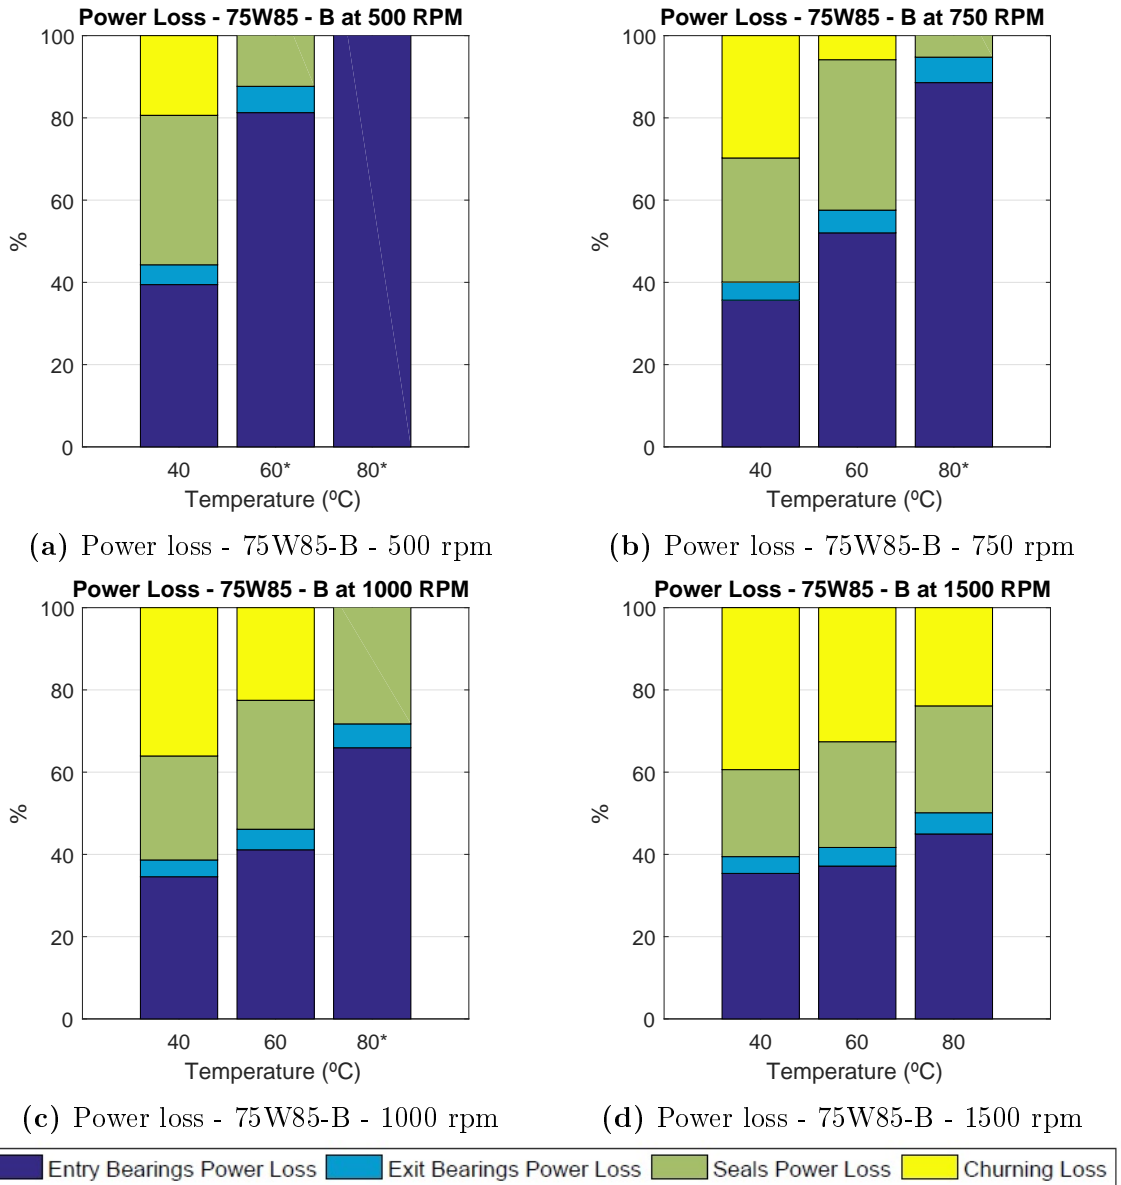 Power Loss - 75W85 - B at 500 RPM
100
80
60
40
20
0
%
40 60* 80*
Temperature (ºC)
(a) Power loss - 75W85-B - 500 rpm
Power Loss - 75W85 - B at 750 RPM
100
80
60
40
20
0
%
40 60 80*
Temperature (ºC)
(b) Power loss - 75W85-B - 750 rpm
Power Loss - 75W85 - B at 1000 RPM
100
80
60
40
20
0
%
40 60 80*
Temperature (ºC)
(c) Power loss - 75W85-B - 1000 rpm
Power Loss - 75W85 - B at 1500 RPM
100
80
60
40
20
0
%
40 60 80
Temperature (ºC)
(d) Power loss - 75W85-B - 1500 rpm
Entry Bearings Power Loss Exit Bearings Power Loss Seals Power Loss Churning Loss